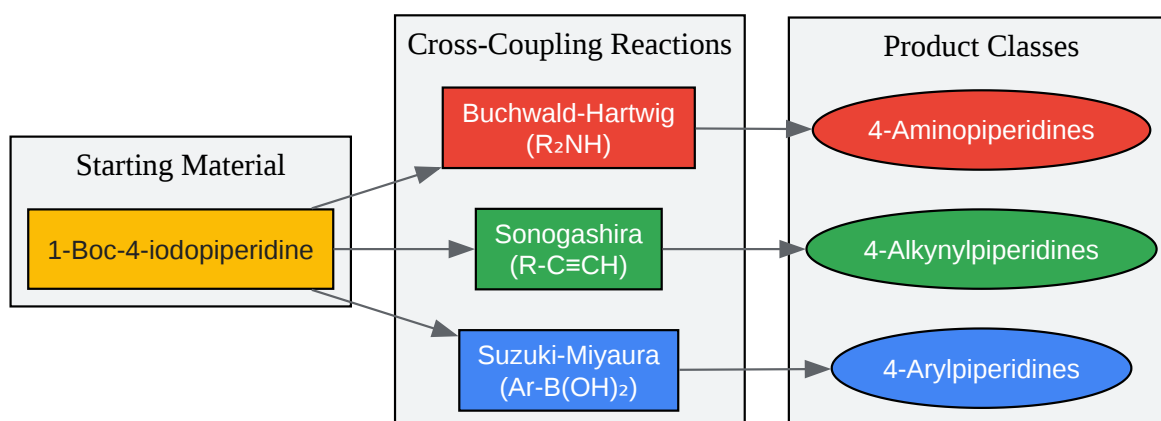 Starting Material
1-Boc-4-iodopiperidine
Cross-Coupling Reactions
Buchwald-Hartwig
(R₂NH)
Sonogashira
(R-C≡CH)
Suzuki-Miyaura
(Ar-B(OH)₂)
Product Classes
4-Aminopiperidines
4-Alkynylpiperidines
4-Arylpiperidines